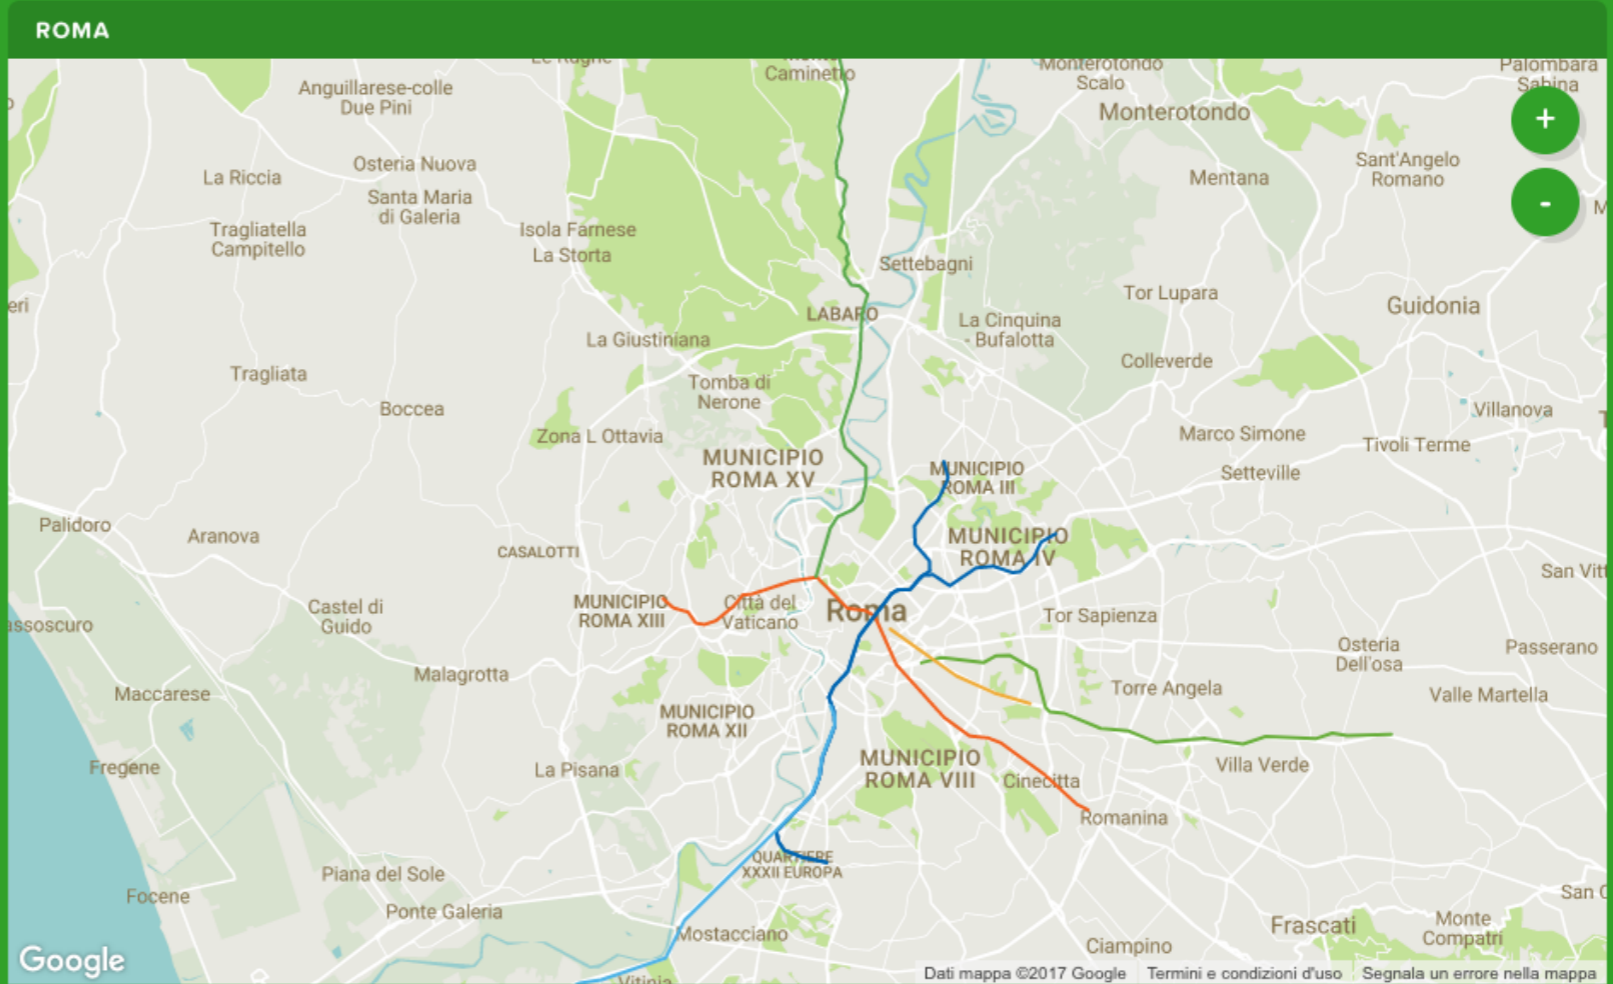 ROMA
Caminetto
Monterotondo
Scalo
Palombara
Sabina
Anguillarese-colle
Due Pini
Monterotondo
+
Osteria Nuova
La Riccia
Sant'Angelo
Romano
Mentana
Santa Maria
di Galeria
-
Tragliatella
Campitello
Isola Farnese
La Storta
Settebagni
Tor Lupara
Guidonia
LABARO
La Cinquina
- Bufalotta
La Giustiniana
Colleverde
Tragliata
Tomba di
Nerone
Boccea
Villanova
Zona L Ottavia
Marco Simone
Tivoli Terme
MUNICIPIO
ROMA XV
MUNICIPIO
ROMA III
Setteville
Palidoro
Aranova
CASALOTTI
MUNICIPIO
ROMA IV
San Vitt
MUNICIPIO
ROMA XIII
Città del
Vaticano
Roma
Castel di
Guido
assoscuro
Tor Sapienza
Osteria
Dell'osa
Passerano
Malagrotta
Maccarese
Torre Angela
Valle Martella
MUNICIPIO
ROMA XII
Fregene
La Pisana
MUNICIPIO
ROMA VIII
Cinecitta
Villa Verde
Romanina
QUARTIERE
XXXII EUROPA
Piana del Sole
Focene
Ponte Galeria
Mostacciano
San C
Frascati
Monte
Compatri
Ciampino
Google
Vitinia
Dati mappa ©2017 Google
Termini e condizioni d'uso
Segnala un errore nella mappa